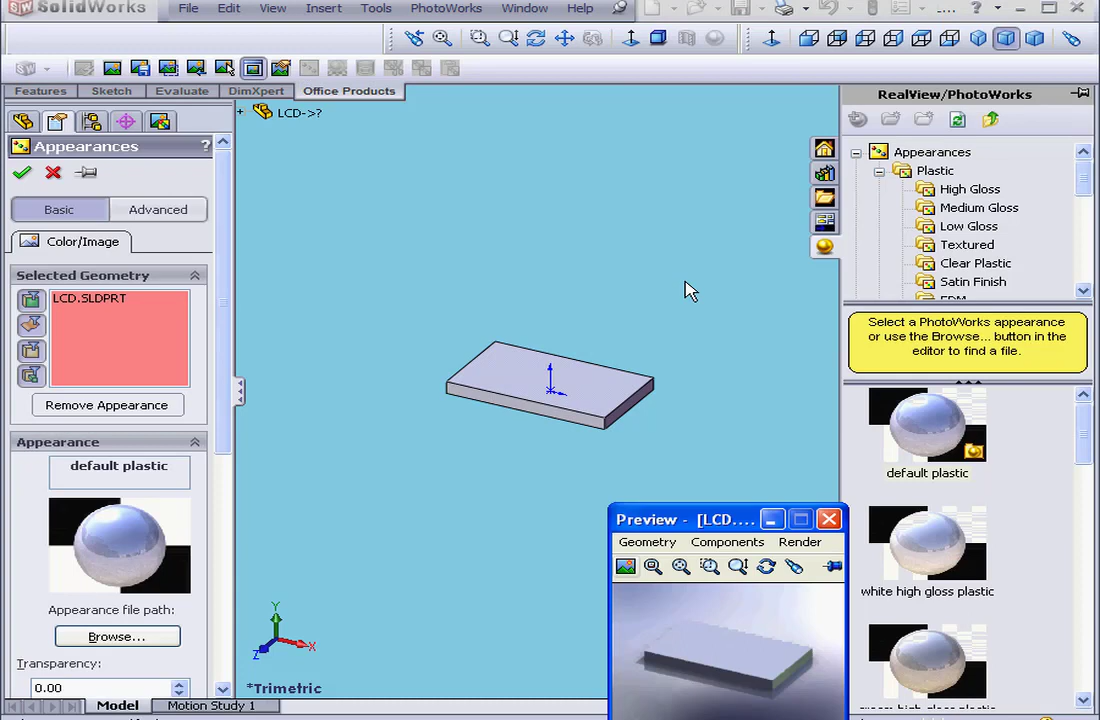 SolidWorks
File Edit View Insert Tools PhotoWorks Window Help
Features Sketch Evaluate DimXpert Office Products
LCD->?
Appearances ?
Basic Advanced
Color/Image
Selected Geometry
LCD.SLDPRT
Remove Appearance
Appearance
default plastic
Appearance file path:
Browse...
Transparency:
0.00
*Trimetric
Y
X
Z
Model Motion Study 1
Preview - [LCD....
Geometry Components Render
RealView/PhotoWorks
Appearances
Plastic
High Gloss
Medium Gloss
Low Gloss
Textured
Clear Plastic
Satin Finish
Select a PhotoWorks appearance
or use the Browse... button in the
editor to find a file.
default plastic
white high gloss plastic